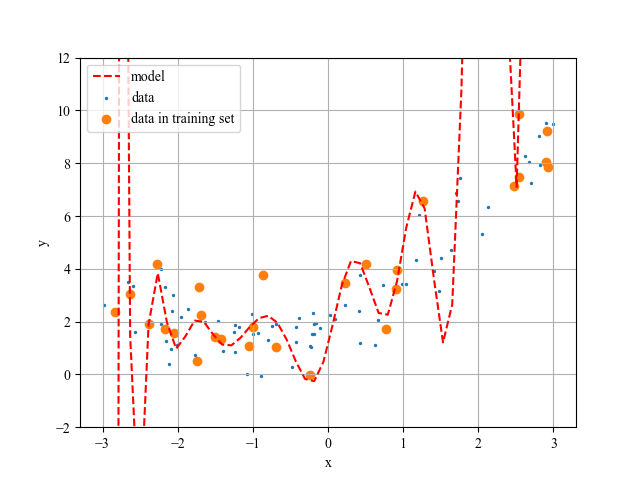 model
data
data in training set
12
10
8
6
4
2
0
−2
y
−3 −2 −1 0 1 2 3
x